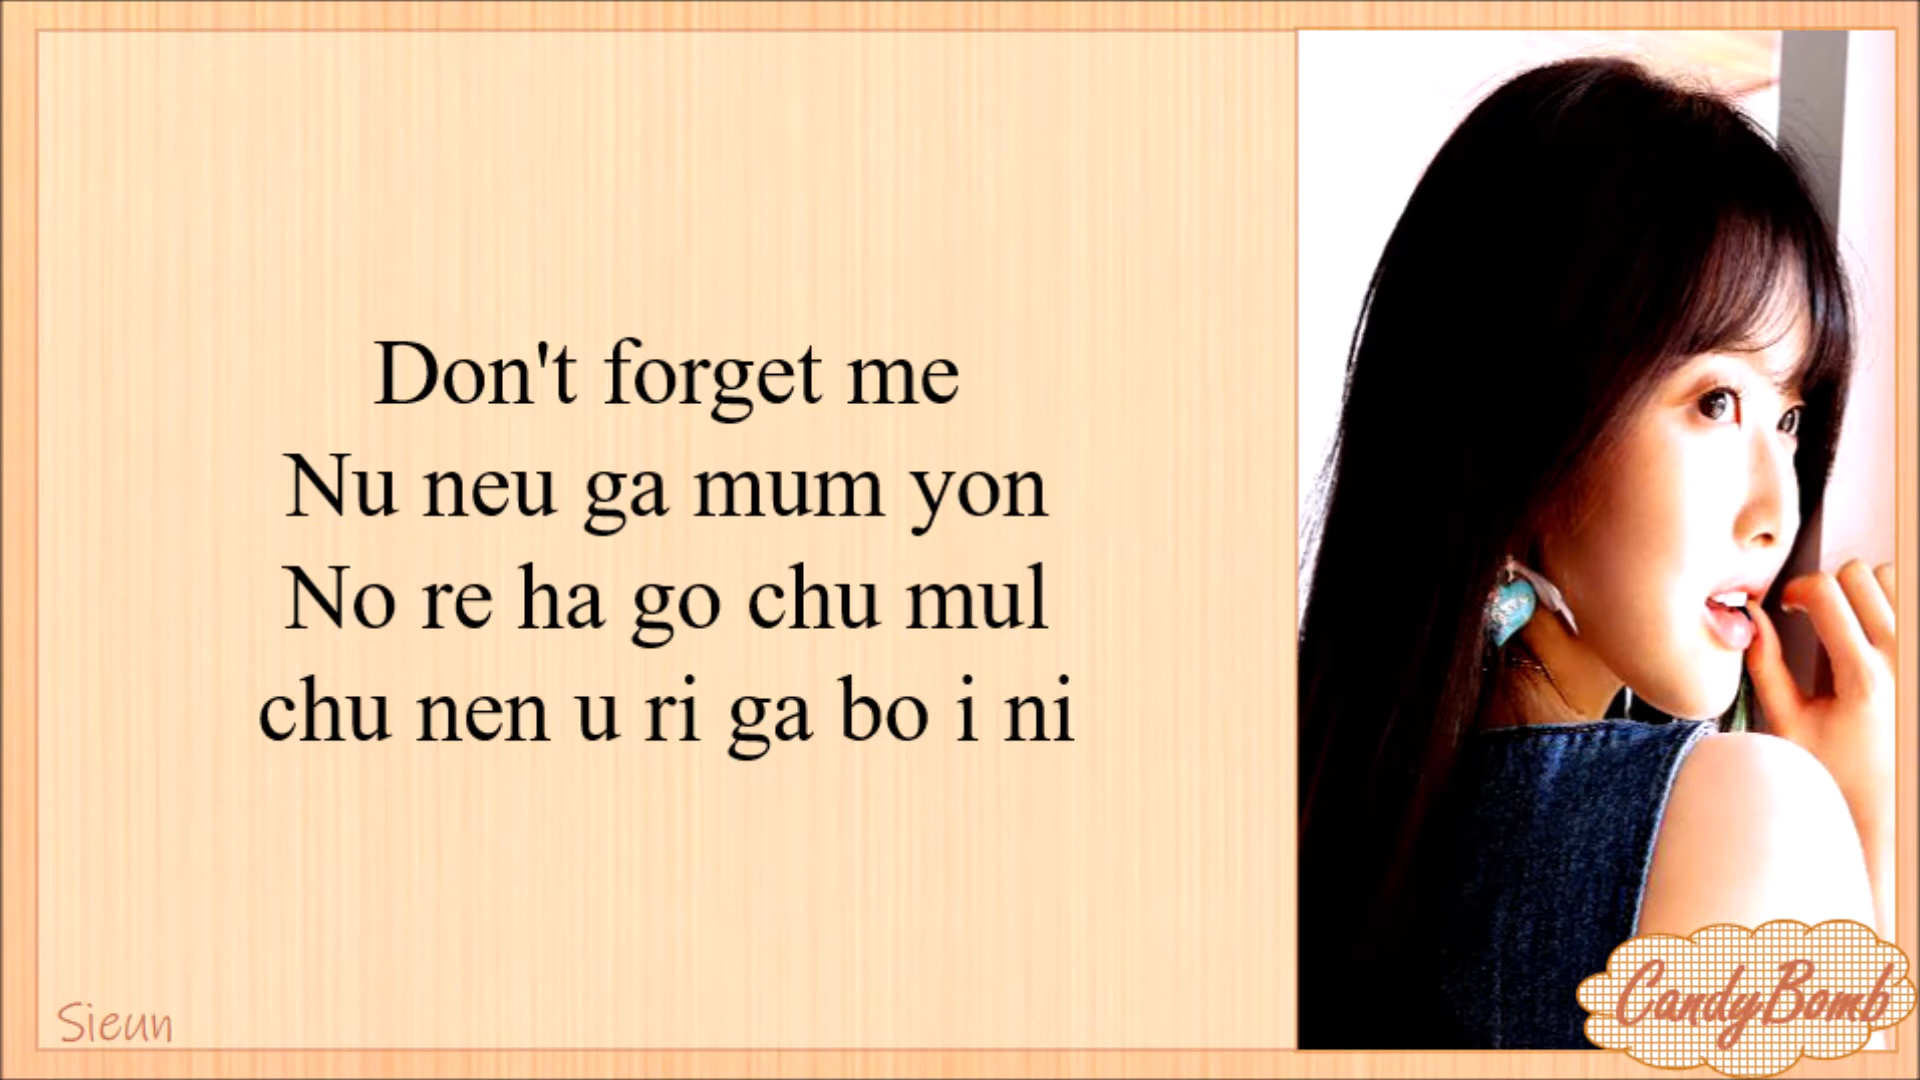 Don't forget me
Nu neu ga mum yon
No re ha go chu mul
chu nen u ri ga bo i ni
Sieun
CandyBomb